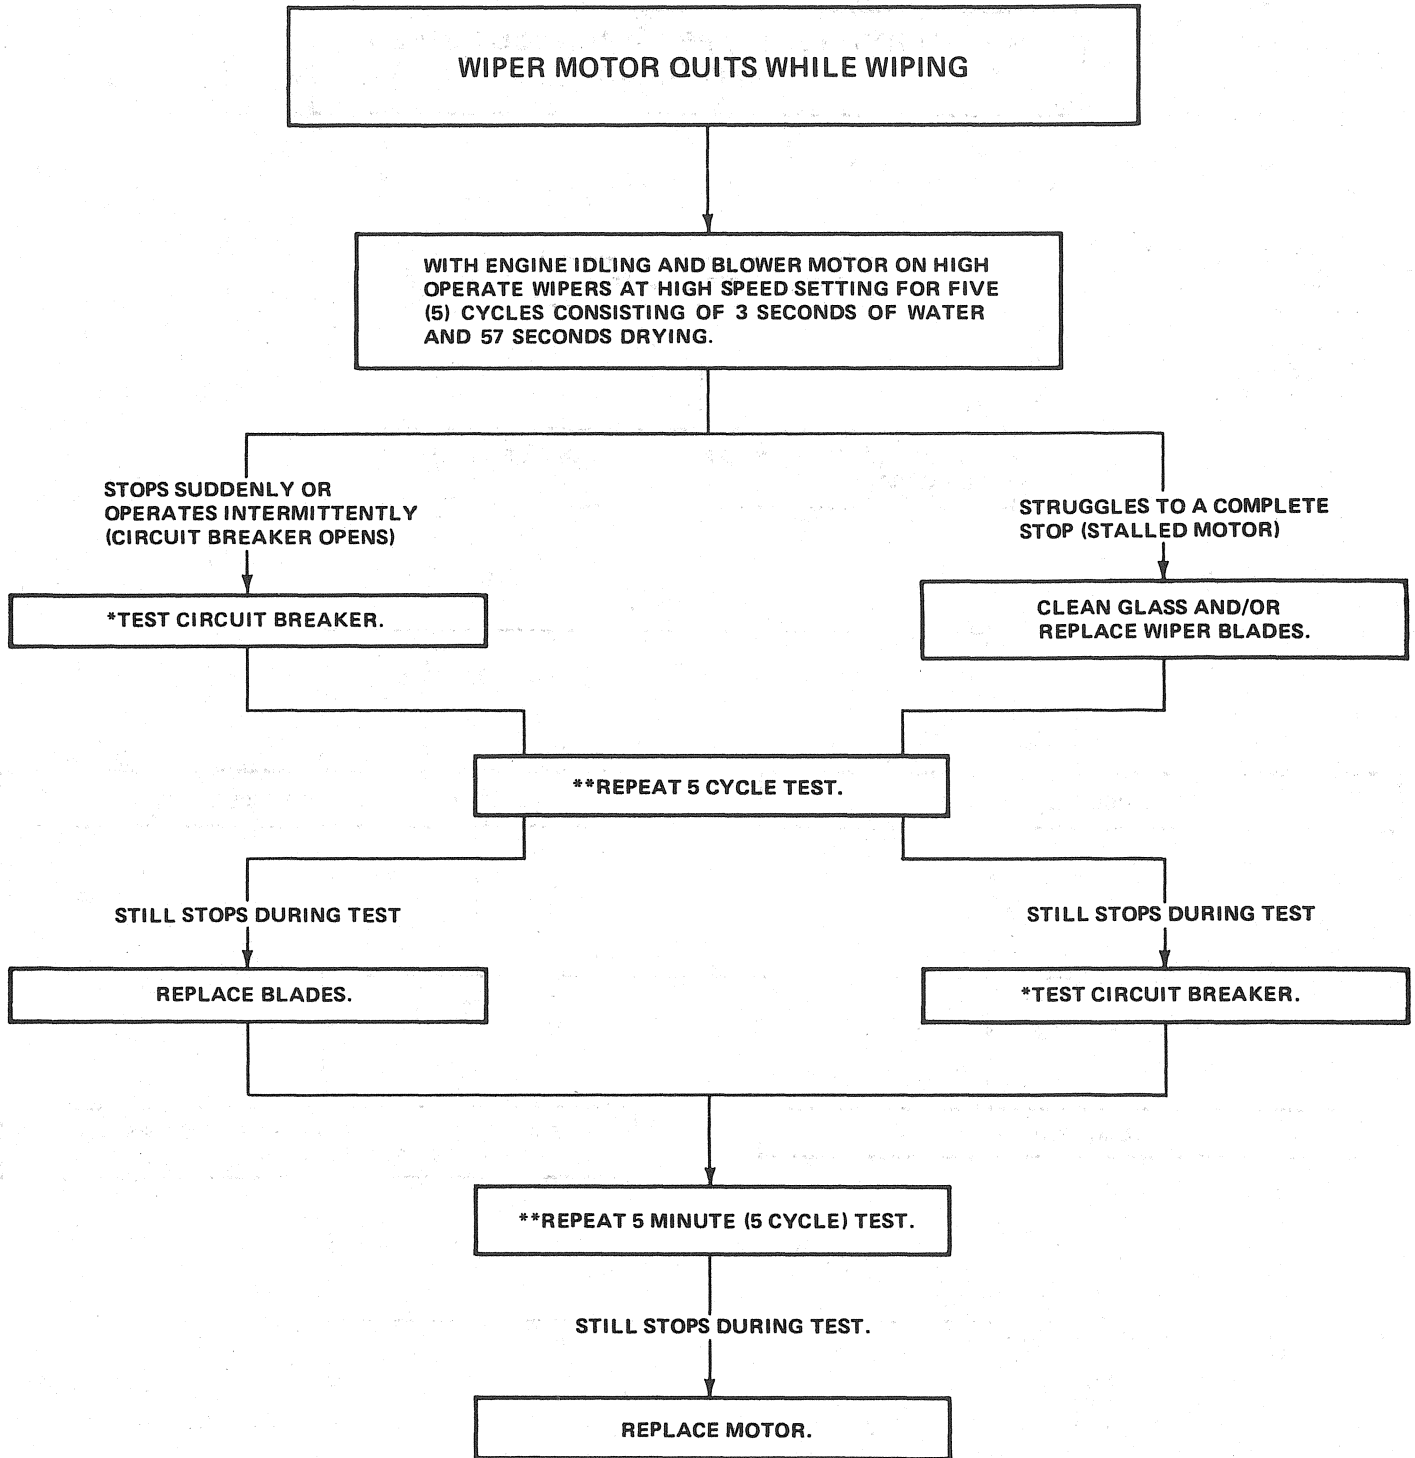 WIPER MOTOR QUITS WHILE WIPING
WITH ENGINE IDLING AND BLOWER MOTOR ON HIGH
OPERATE WIPERS AT HIGH SPEED SETTING FOR FIVE
(5) CYCLES CONSISTING OF 3 SECONDS OF WATER
AND 57 SECONDS DRYING.
STOPS SUDDENLY OR
OPERATES INTERMITTENTLY
(CIRCUIT BREAKER OPENS)
STRUGGLES TO A COMPLETE
STOP (STALLED MOTOR)
*TEST CIRCUIT BREAKER.
CLEAN GLASS AND/OR
REPLACE WIPER BLADES.
**REPEAT 5 CYCLE TEST.
STILL STOPS DURING TEST
STILL STOPS DURING TEST
REPLACE BLADES.
*TEST CIRCUIT BREAKER.
**REPEAT 5 MINUTE (5 CYCLE) TEST.
STILL STOPS DURING TEST.
REPLACE MOTOR.